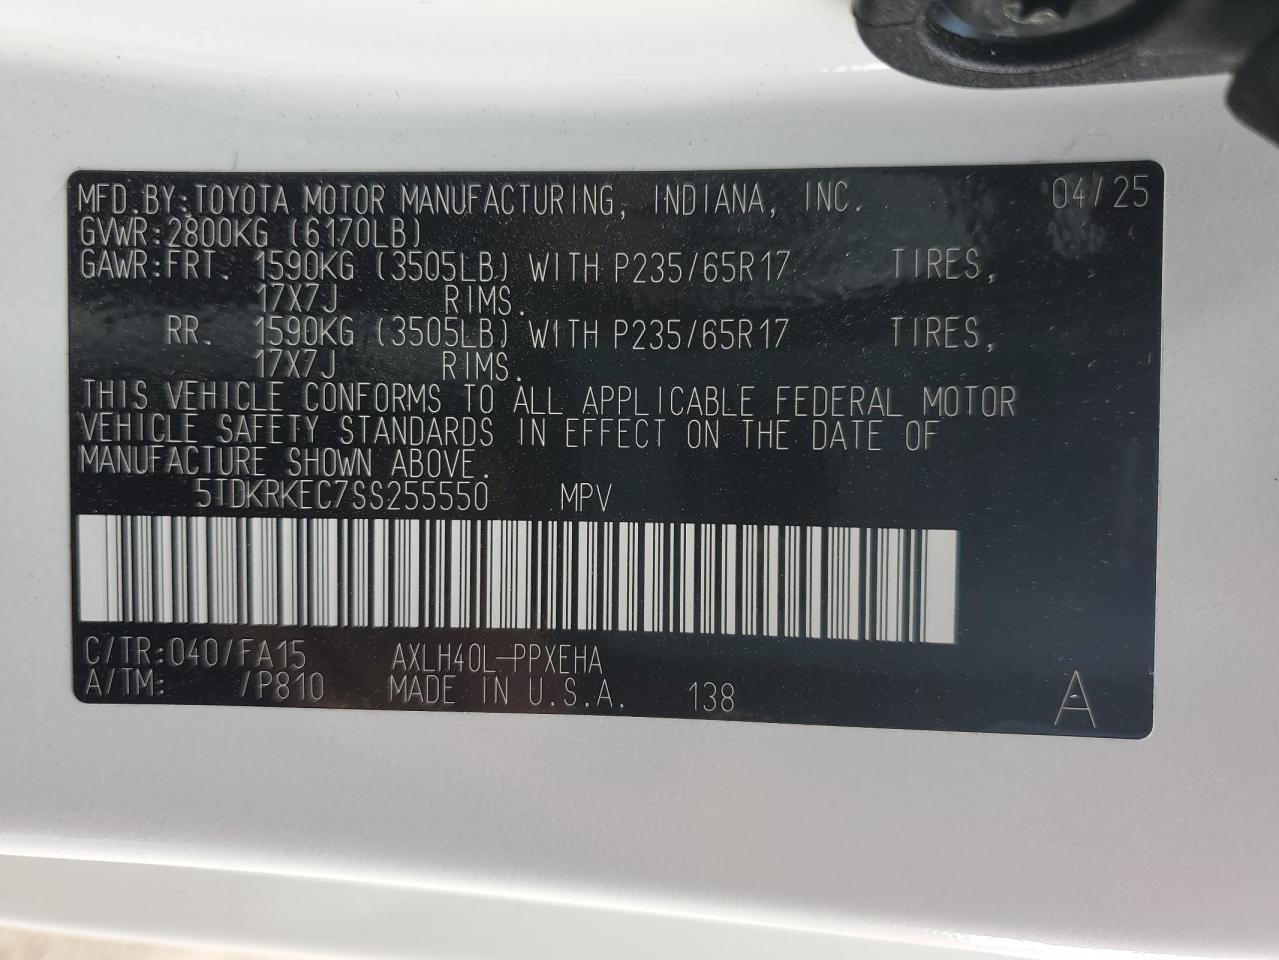 MFD.BY:TOYOTA MOTOR MANUFACTURING, INDIANA, INC. 04/25
GVWR:2800KG (6170LB)
GAWR:FRT. 1590KG (3505LB) WITH P235/65R17 TIRES,
17X7J RIMS.
RR. 1590KG (3505LB) WITH P235/65R17 TIRES,
17X7J RIMS.
THIS VEHICLE CONFORMS TO ALL APPLICABLE FEDERAL MOTOR
VEHICLE SAFETY STANDARDS IN EFFECT ON THE DATE OF
MANUFACTURE SHOWN ABOVE.
5TDKRKEC7SS255550 MPV
C/TR:040/FA15 AXLH40L-PPXEHA
A/TM: /P810 MADE IN U.S.A. 138 A